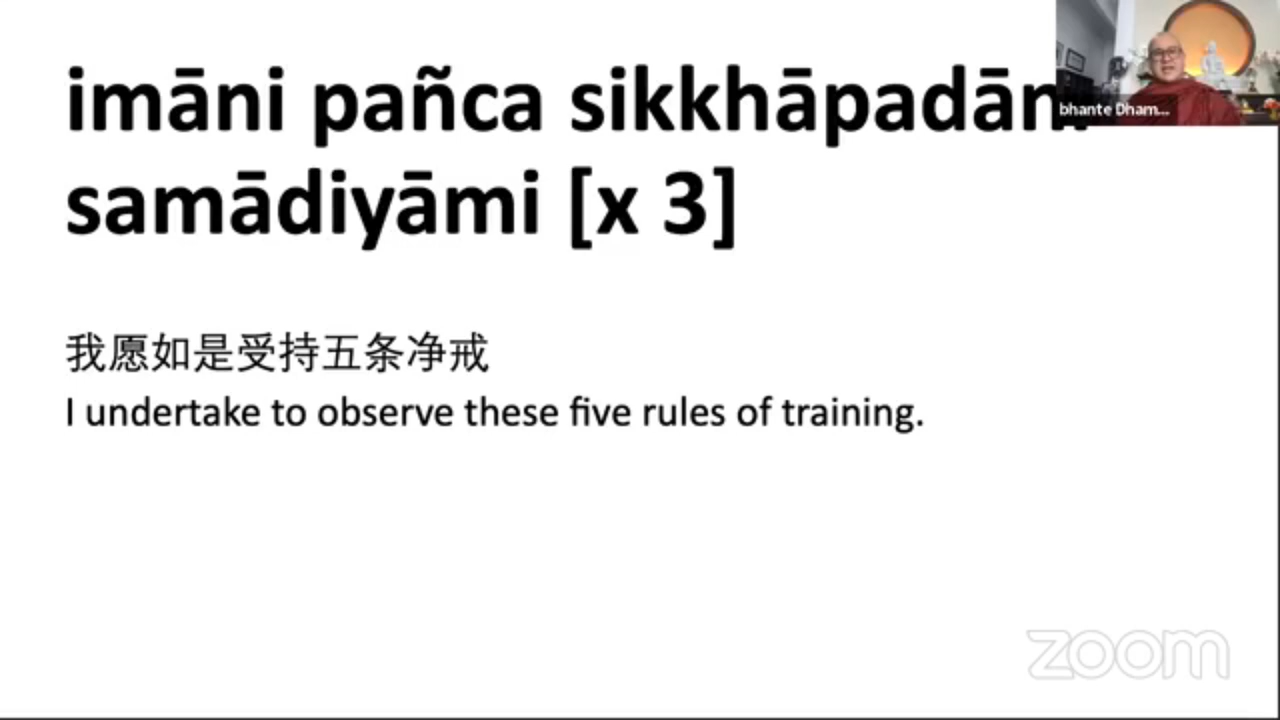 imāni pañca
samādiyāmi [x 3]
我愿如是受持五条净戒
I undertake to observe these five rules of training.
bhante Dham...
zoom